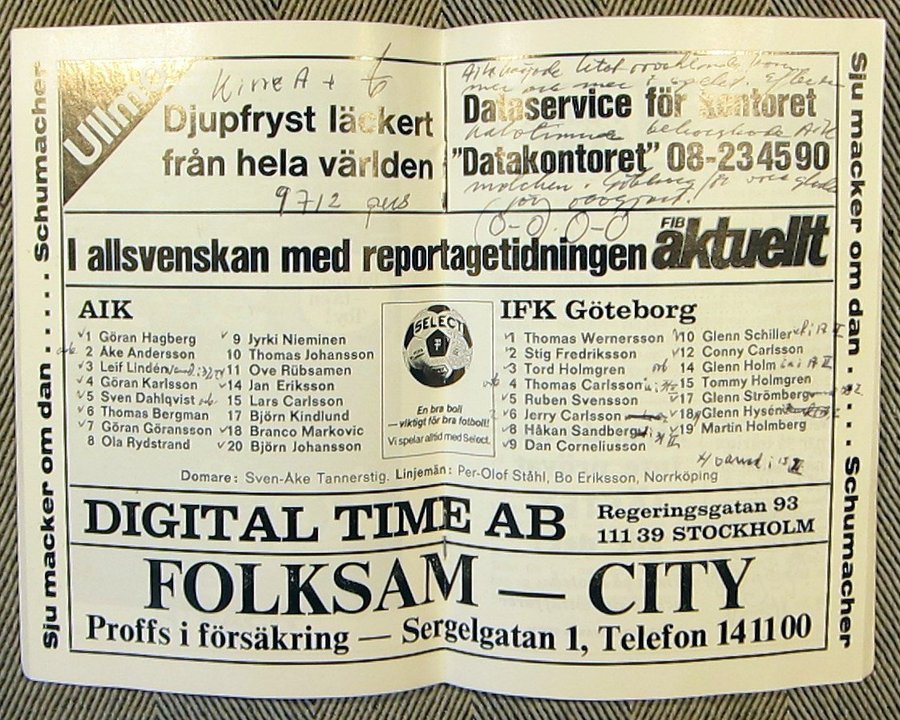 Sju macker om dan . . . . . Schumacher
Ullm
Djupfryst läckert
från hela världen
9712 pers
Dataservice för kontoret
"Datakontoret" 08-23 45 90
(0-0) 0-0
I allsvenskan med reportagetidningen FIB aktuellt
AIK
1 Göran Hagberg
2 Åke Andersson
3 Leif Lindén
4 Göran Karlsson
5 Sven Dahlqvist
6 Thomas Bergman
7 Göran Göransson
8 Ola Rydstrand
9 Jyrki Nieminen
10 Thomas Johansson
11 Ove Rübsamen
14 Jan Eriksson
15 Lars Carlsson
17 Björn Kindlund
18 Branco Markovic
20 Björn Johansson
SELECT
En bra boll
— viktigt för bra fotboll!
Vi spelar alltid med Select.
IFK Göteborg
1 Thomas Wernersson
2 Stig Fredriksson
3 Tord Holmgren
4 Thomas Carlsson
5 Ruben Svensson
6 Jerry Carlsson
8 Håkan Sandberg
9 Dan Corneliusson
10 Glenn Schiller
12 Conny Carlsson
14 Glenn Holm
15 Tommy Holmgren
17 Glenn Strömberg
18 Glenn Hysén
19 Martin Holmberg
Domare: Sven-Åke Tannerstig. Linjemän: Per-Olof Ståhl, Bo Eriksson, Norrköping
DIGITAL TIME AB
Regeringsgatan 93
111 39 STOCKHOLM
FOLKSAM — CITY
Proffs i försäkring — Sergelgatan 1, Telefon 14 11 00
Sju macker om dan . . . . . Schumacher